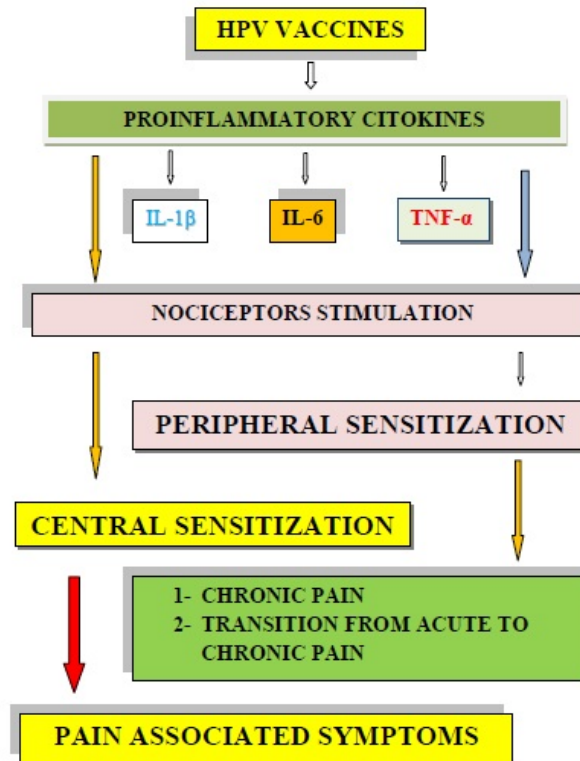 HPV VACCINES
PROINFLAMMATORY CITOKINES
IL-1β
IL-6
TNF-α
NOCICEPTORS STIMULATION
PERIPHERAL SENSITIZATION
CENTRAL SENSITIZATION
1- CHRONIC PAIN
2- TRANSITION FROM ACUTE TO
CHRONIC PAIN
PAIN ASSOCIATED SYMPTOMS